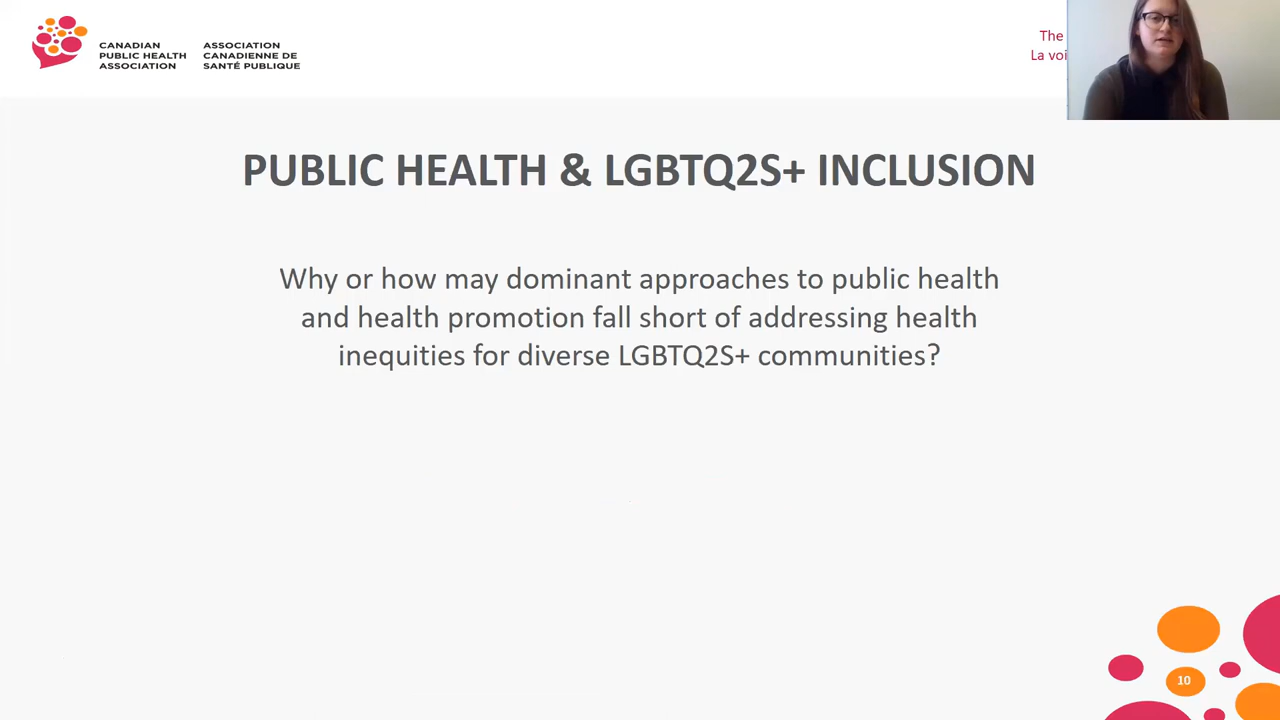 CANADIAN
PUBLIC HEALTH
ASSOCIATION
ASSOCIATION
CANADIENNE DE
SANTÉ PUBLIQUE
The
La voi
PUBLIC HEALTH & LGBTQ2S+ INCLUSION
Why or how may dominant approaches to public health
and health promotion fall short of addressing health
inequities for diverse LGBTQ2S+ communities?
10